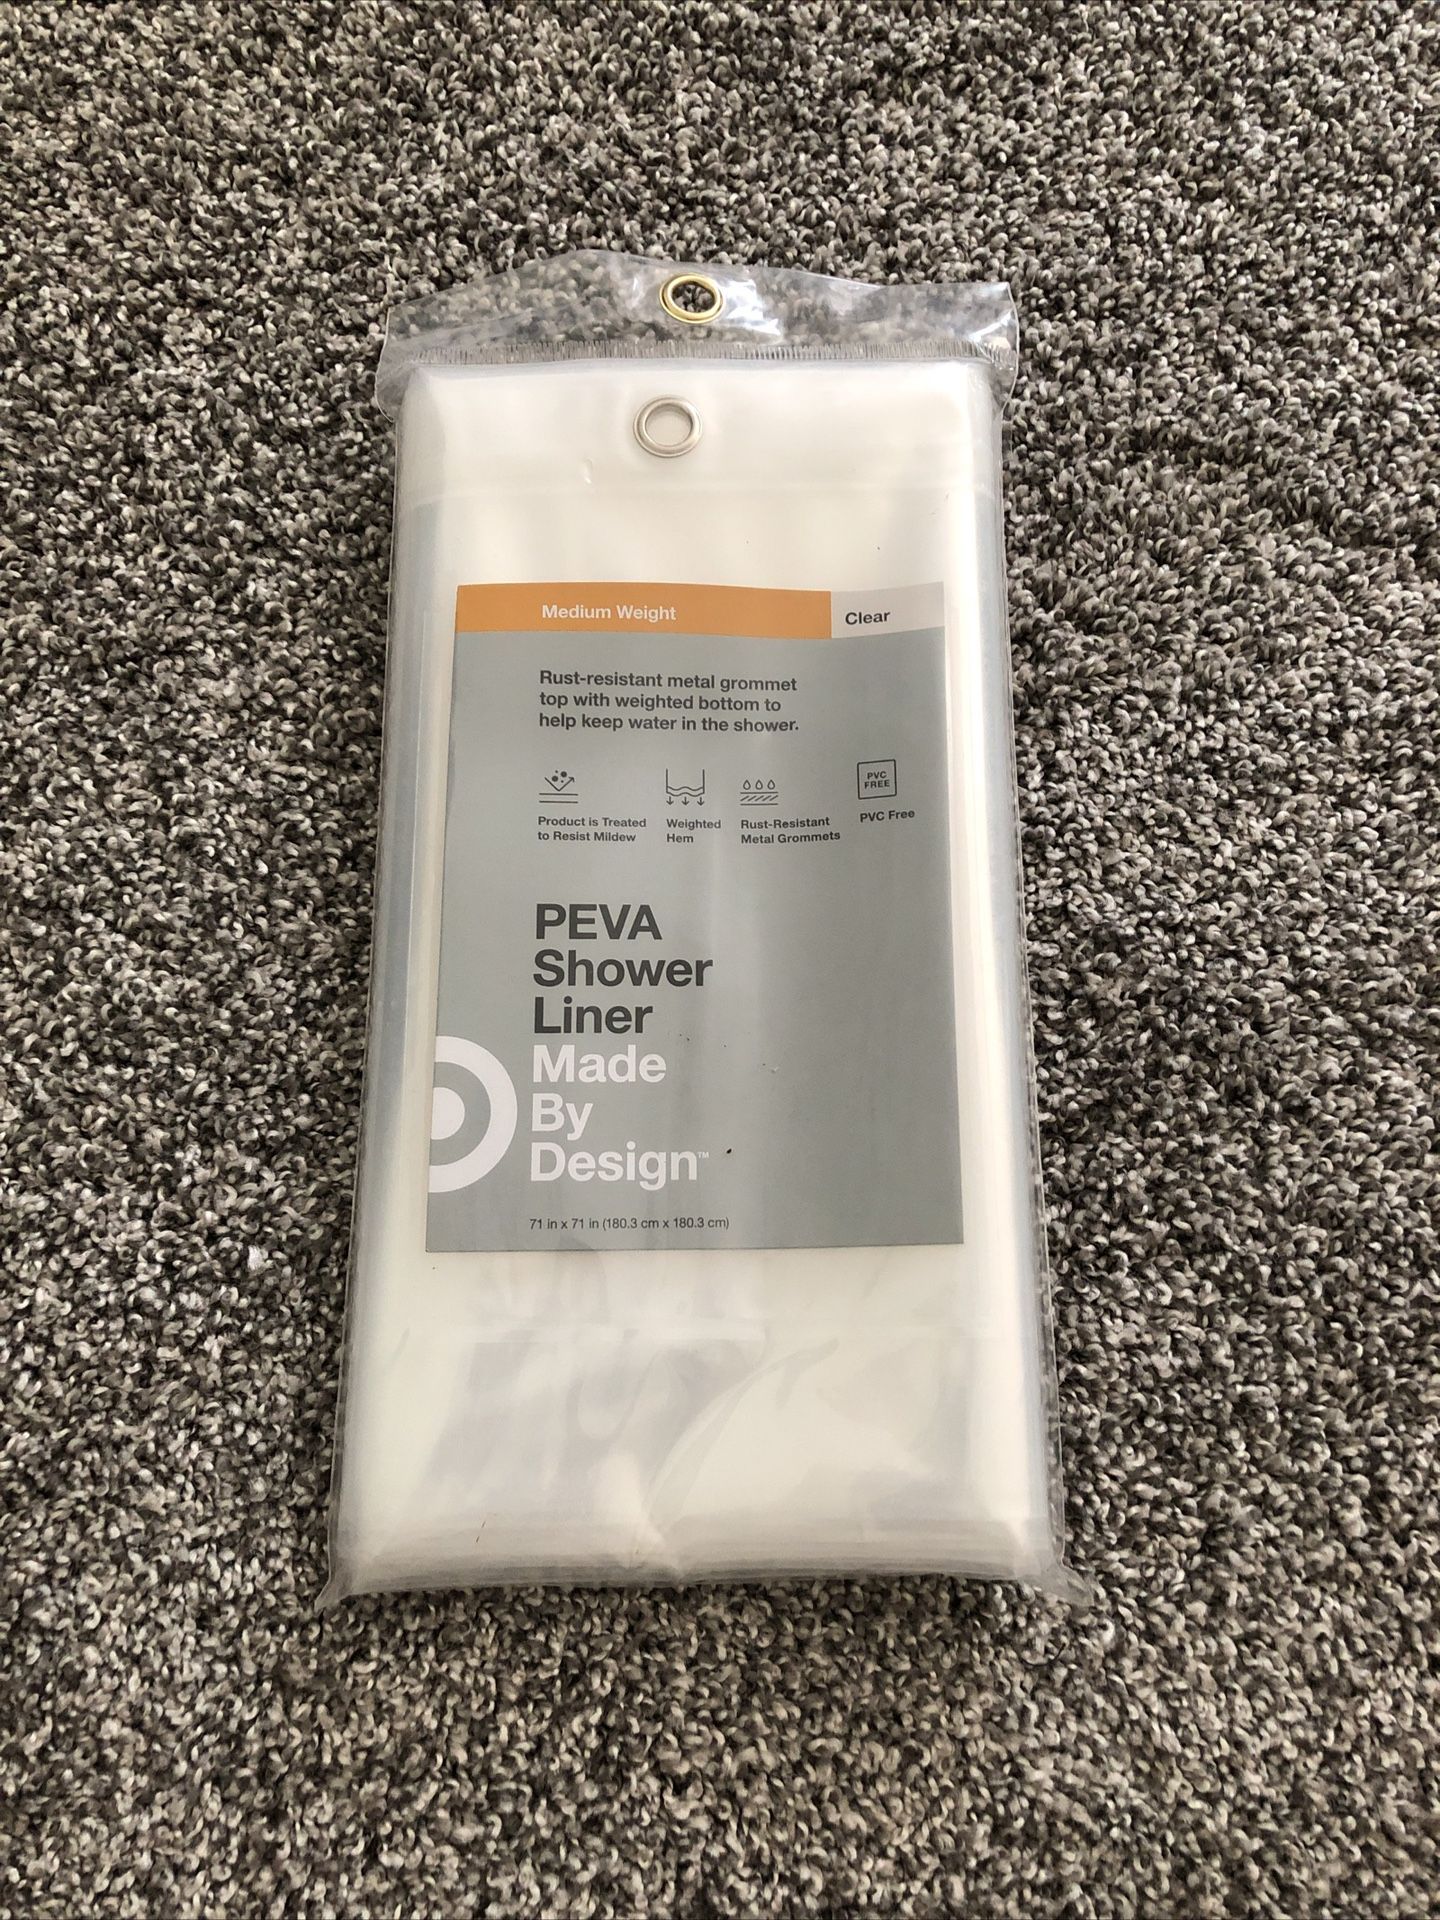 Medium Weight
Clear
Rust-resistant metal grommet
top with weighted bottom to
help keep water in the shower.
PVC
FREE
Product is Treated
to Resist Mildew
Weighted
Hem
Rust-Resistant
Metal Grommets
PVC Free
PEVA
Shower
Liner
Made
By
Design™
71 in x 71 in (180.3 cm x 180.3 cm)